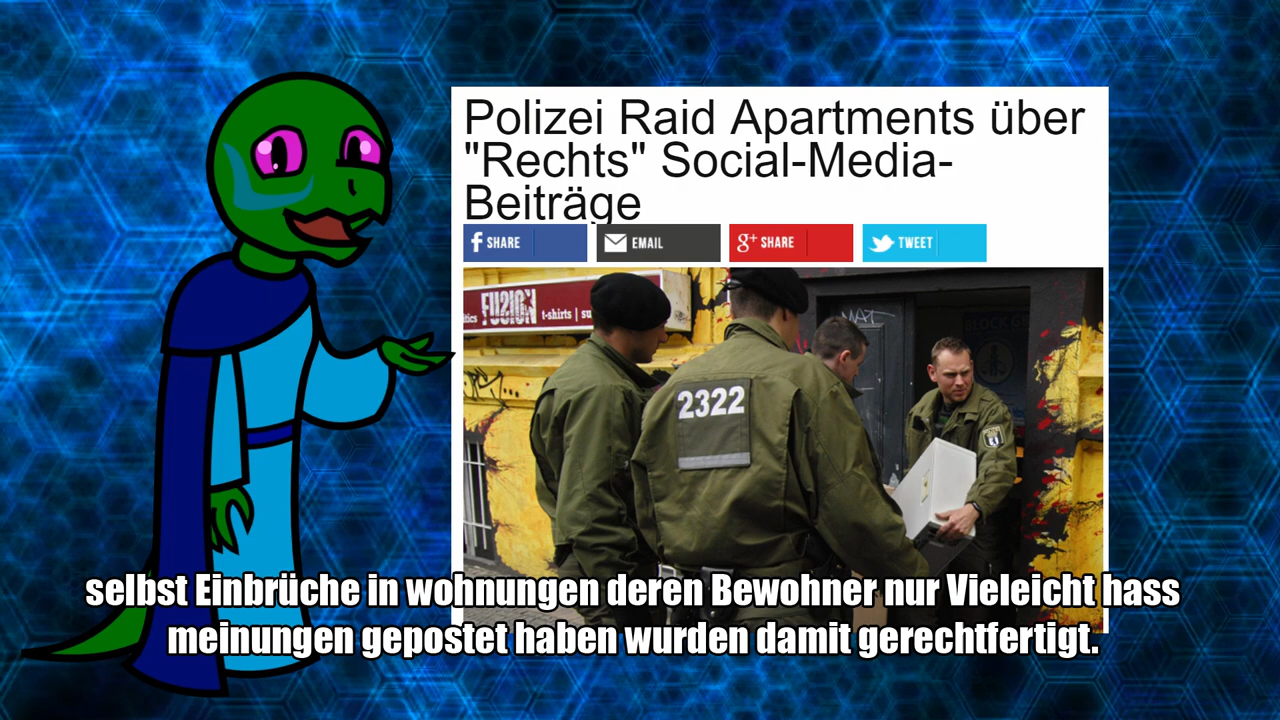 Polizei Raid Apartments über
"Rechts" Social-Media-
Beiträge
f SHARE
EMAIL
g+ SHARE
TWEET
FUSION
t-shirts | su
2322
selbst Einbrüche in wohnungen deren Bewohner nur Vieleicht hass
meinungen gepostet haben wurden damit gerechtfertigt.